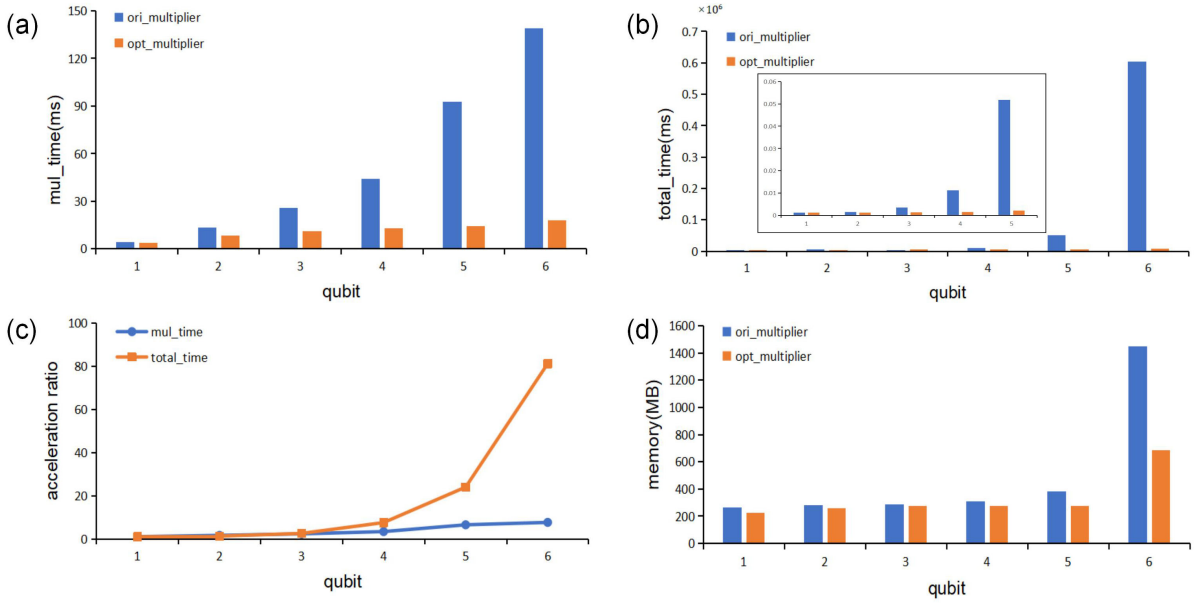 (a)
150
120
90
60
30
0
mul_time(ms)
ori_multiplier
opt_multiplier
1 2 3 4 5 6
qubit
(b)
× 10⁶
0.7
0.6
0.5
0.4
0.3
0.2
0.1
0
total_time(ms)
ori_multiplier
opt_multiplier
0.06
0.05
0.04
0.03
0.02
0.01
0
1 2 3 4 5
1 2 3 4 5 6
qubit
(c)
100
80
60
40
20
0
acceleration ratio
mul_time
total_time
1 2 3 4 5 6
qubit
(d)
1600
1400
1200
1000
800
600
400
200
0
memory(MB)
ori_multiplier
opt_multiplier
1 2 3 4 5 6
qubit